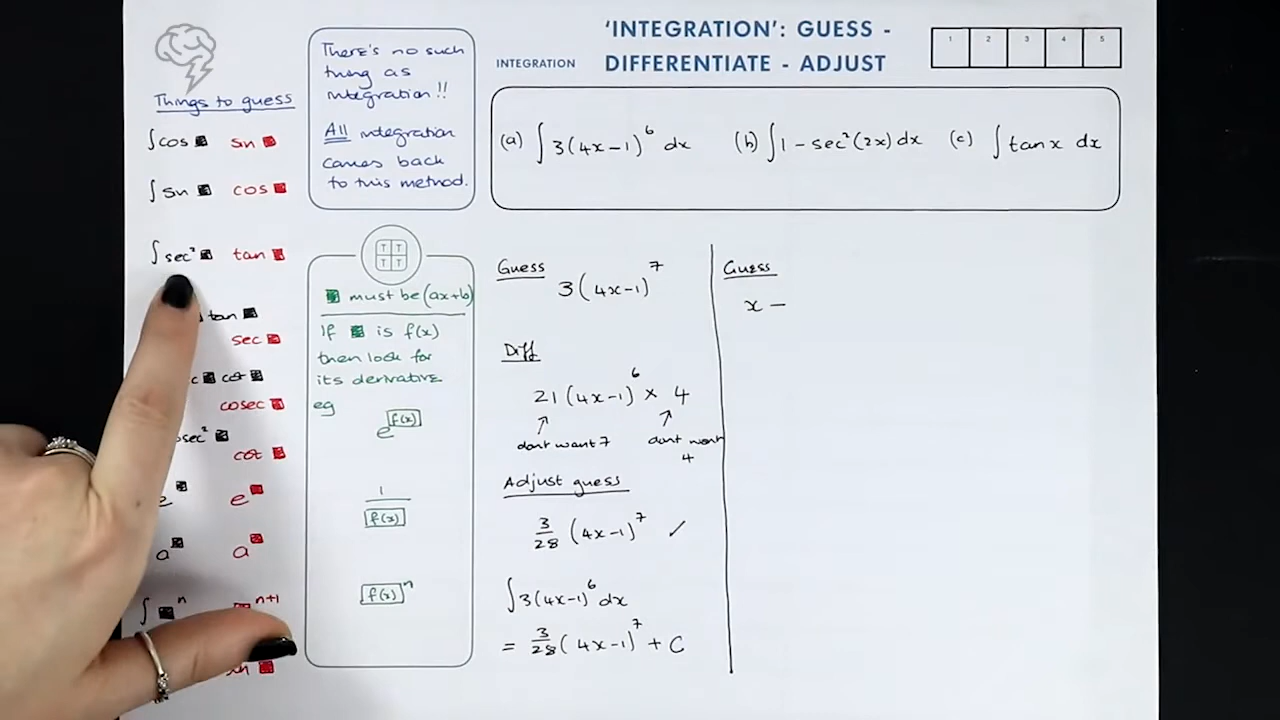 'INTEGRATION': GUESS -
DIFFERENTIATE - ADJUST
INTEGRATION
1 2 3 4 5
Things to guess
∫cos■ sin■
∫sin■ cos■
∫sec²■ tan■
tan■
sec■
c■ cot■
cosec■
osec²■
cot■
e^■ e^■
a^■ a^■
∫■^n ■^n+1
■
There's no such
thing as
integration!!
All integration
comes back
to this method.
T T
T T
■ must be (ax+b)
If ■ is f(x)
then look for
its derivative
eg
e^f(x)
1/f(x)
[f(x)]^n
(a) ∫3(4x-1)⁶ dx (b) ∫1 - sec²(2x) dx (c) ∫tan x dx
Guess
3(4x-1)⁷
Diff
21(4x-1)⁶ × 4
↗ ↗
dont want 7 dont want
4
Adjust guess
3/28 (4x-1)⁷ ✓
∫3(4x-1)⁶ dx
= 3/28 (4x-1)⁷ + C
Guess
x -